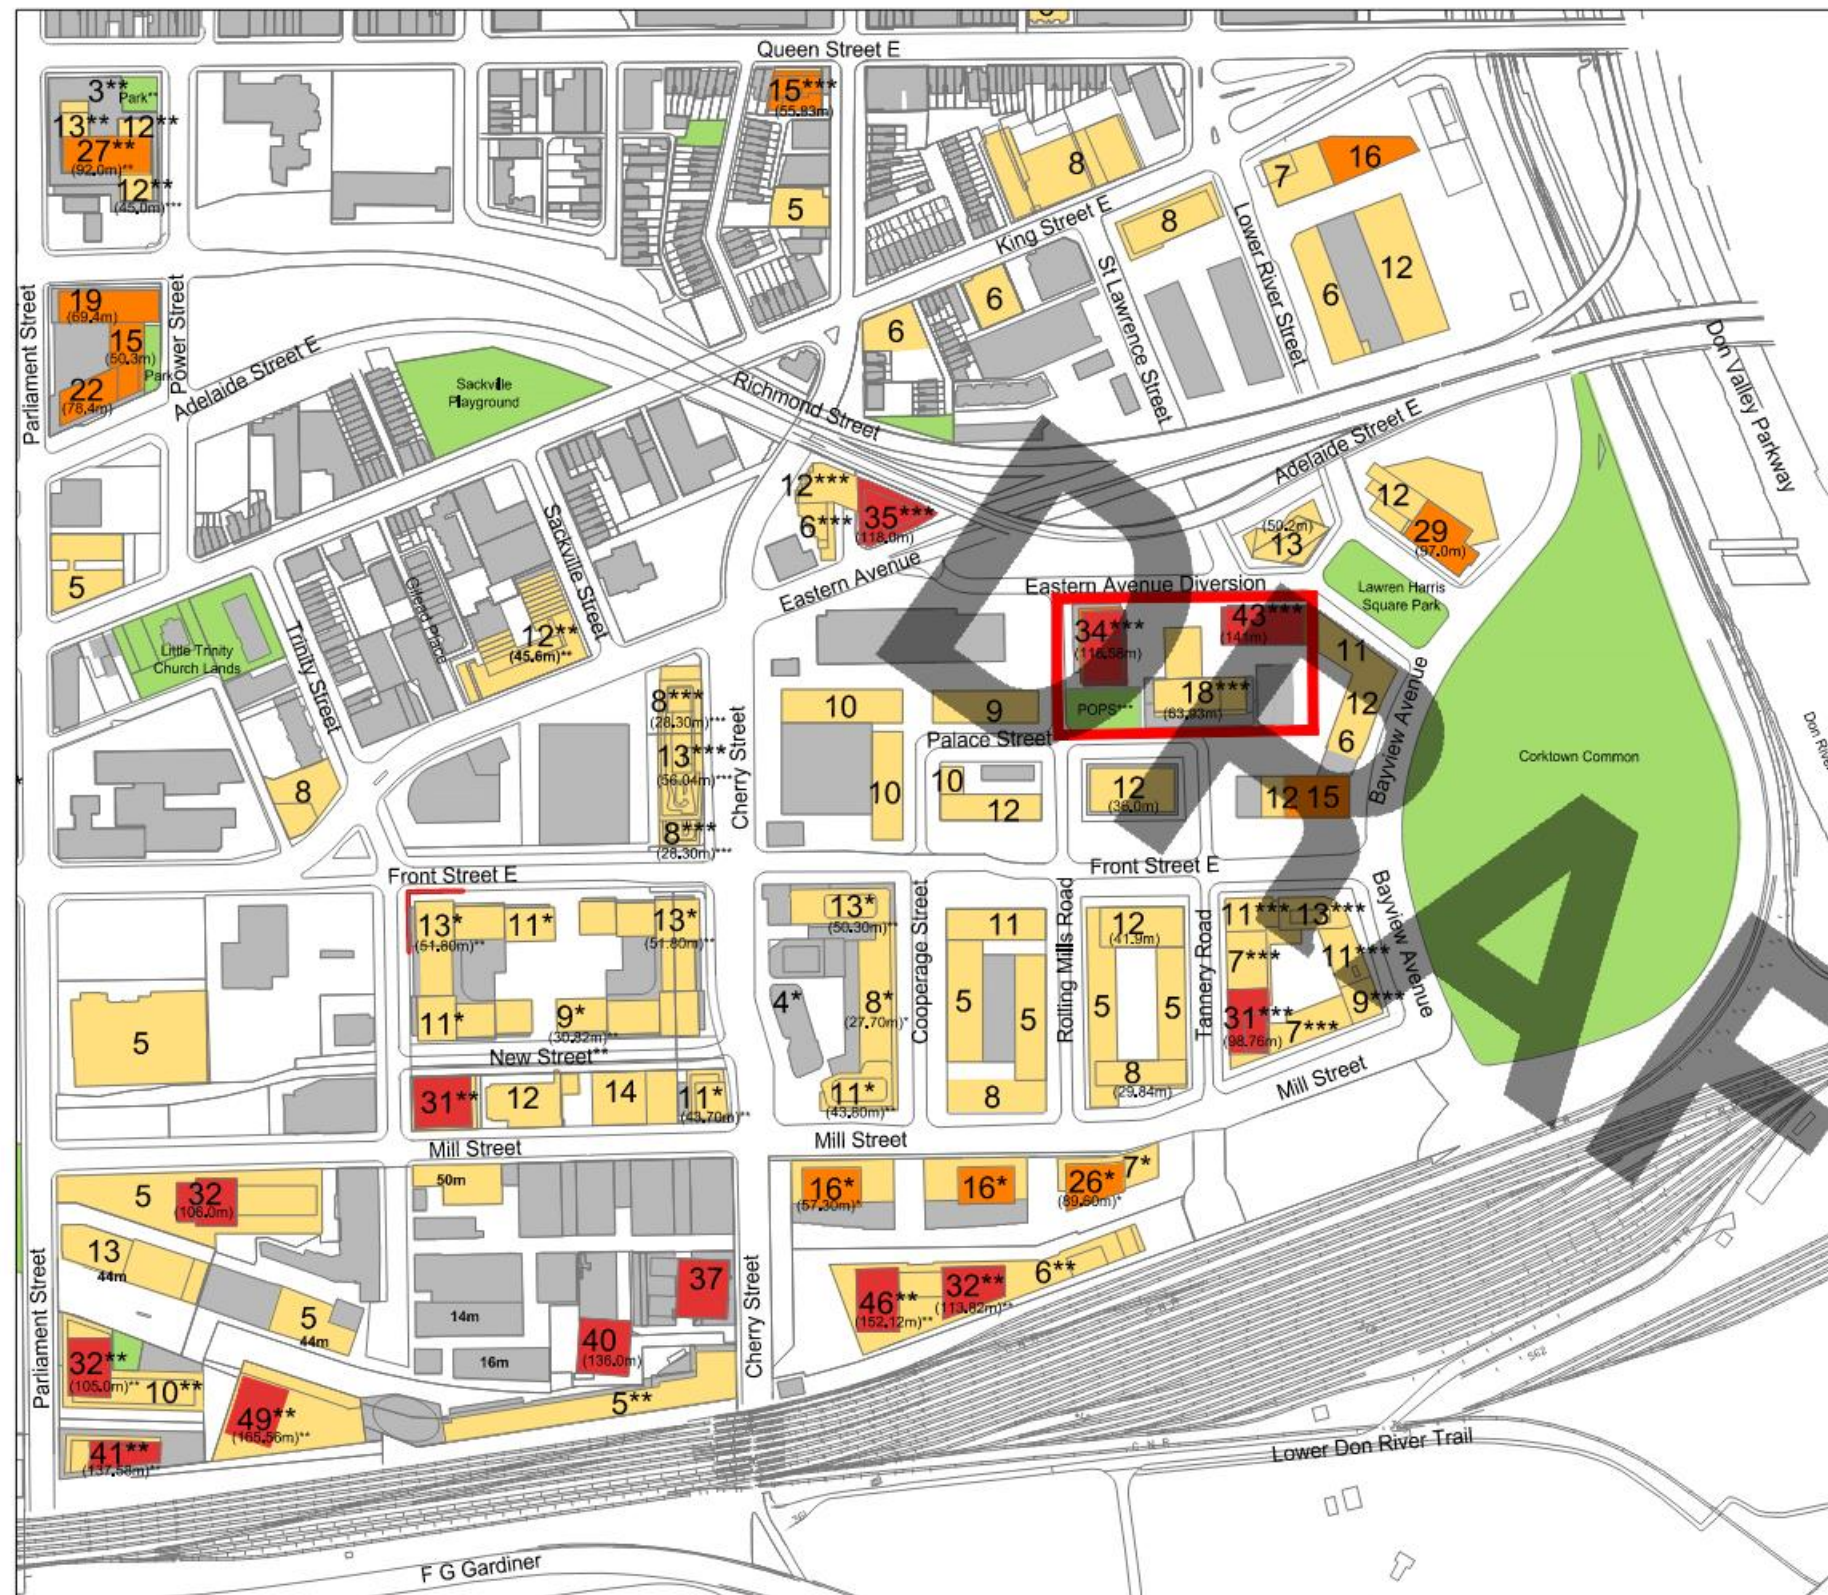 Queen Street E
3**
Park**
13**
12**
27**
(92.0m)**
12**
(45.0m)***
15***
(55.83m)
5
8
King Street E
8
7
16
6
12
Lower River Street
St Lawrence Street
6
6
Parliament Street
19
(69.4m)
15
(50.3m)
Park
22
(78.4m)
Power Street
Adelaide Street E
Sackville
Playground
Richmond Street
Adelaide Street E
Don Valley Parkway
5
Little Trinity
Church Lands
Trinity Street
Gilead Place
Sackville Street
12**
(45.6m)**
12***
6***
35***
(118.0m)
Eastern Avenue
(50.2m)
13
12
29
(97.0m)
Eastern Avenue Diversion
Lawren Harris
Square Park
34***
(116.58m)
43***
(141m)
POPS***
18***
(63.93m)
11
12
6
Bayview Avenue
Corktown Common
8***
(28.30m)***
13***
(56.04m)***
8***
(28.30m)***
Cherry Street
10
9
Palace Street
10
10
12
12
(38.0m)
12
15
8
Front Street E
Front Street E
13*
(51.80m)**
11*
13*
(51.80m)**
11*
9*
(30.82m)**
New Street**
31**
12
14
11*
(43.70m)**
5
13*
(50.30m)**
4*
8*
(27.70m)*
11*
(43.80m)**
Cooperage Street
11
5
5
8
Rolling Mills Road
12
(41.9m)
5
5
8
(29.84m)
Tannery Road
11***
13***
7***
11***
31***
(98.76m)
7***
9***
Bayview Avenue
Mill Street
Mill Street
Mill Street
5
32
(106.0m)
13
44m
5
44m
50m
14m
16m
37
40
(136.0m)
Cherry Street
16*
(57.30m)*
16*
26*
(89.60m)*
7*
46**
(152.12m)**
32**
(113.82m)**
6**
Parliament Street
32**
(105.0m)**
10**
49**
(165.56m)**
41**
(137.58m)**
5**
Lower Don River Trail
F G Gardiner
Don River
C N R
562
DRAFT